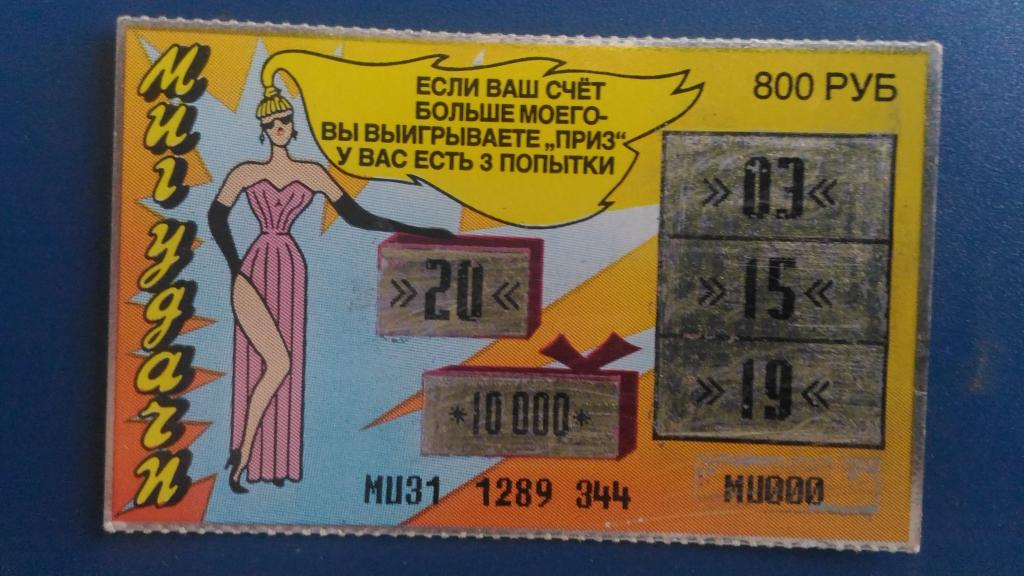 Миг удачи
ЕСЛИ ВАШ СЧЁТ
БОЛЬШЕ МОЕГО-
ВЫ ВЫИГРЫВАЕТЕ „ПРИЗ“
У ВАС ЕСТЬ 3 ПОПЫТКИ
800 РУБ
»03«
»20«
»15«
»19«
*10 000*
MU31 1289 344
MU000